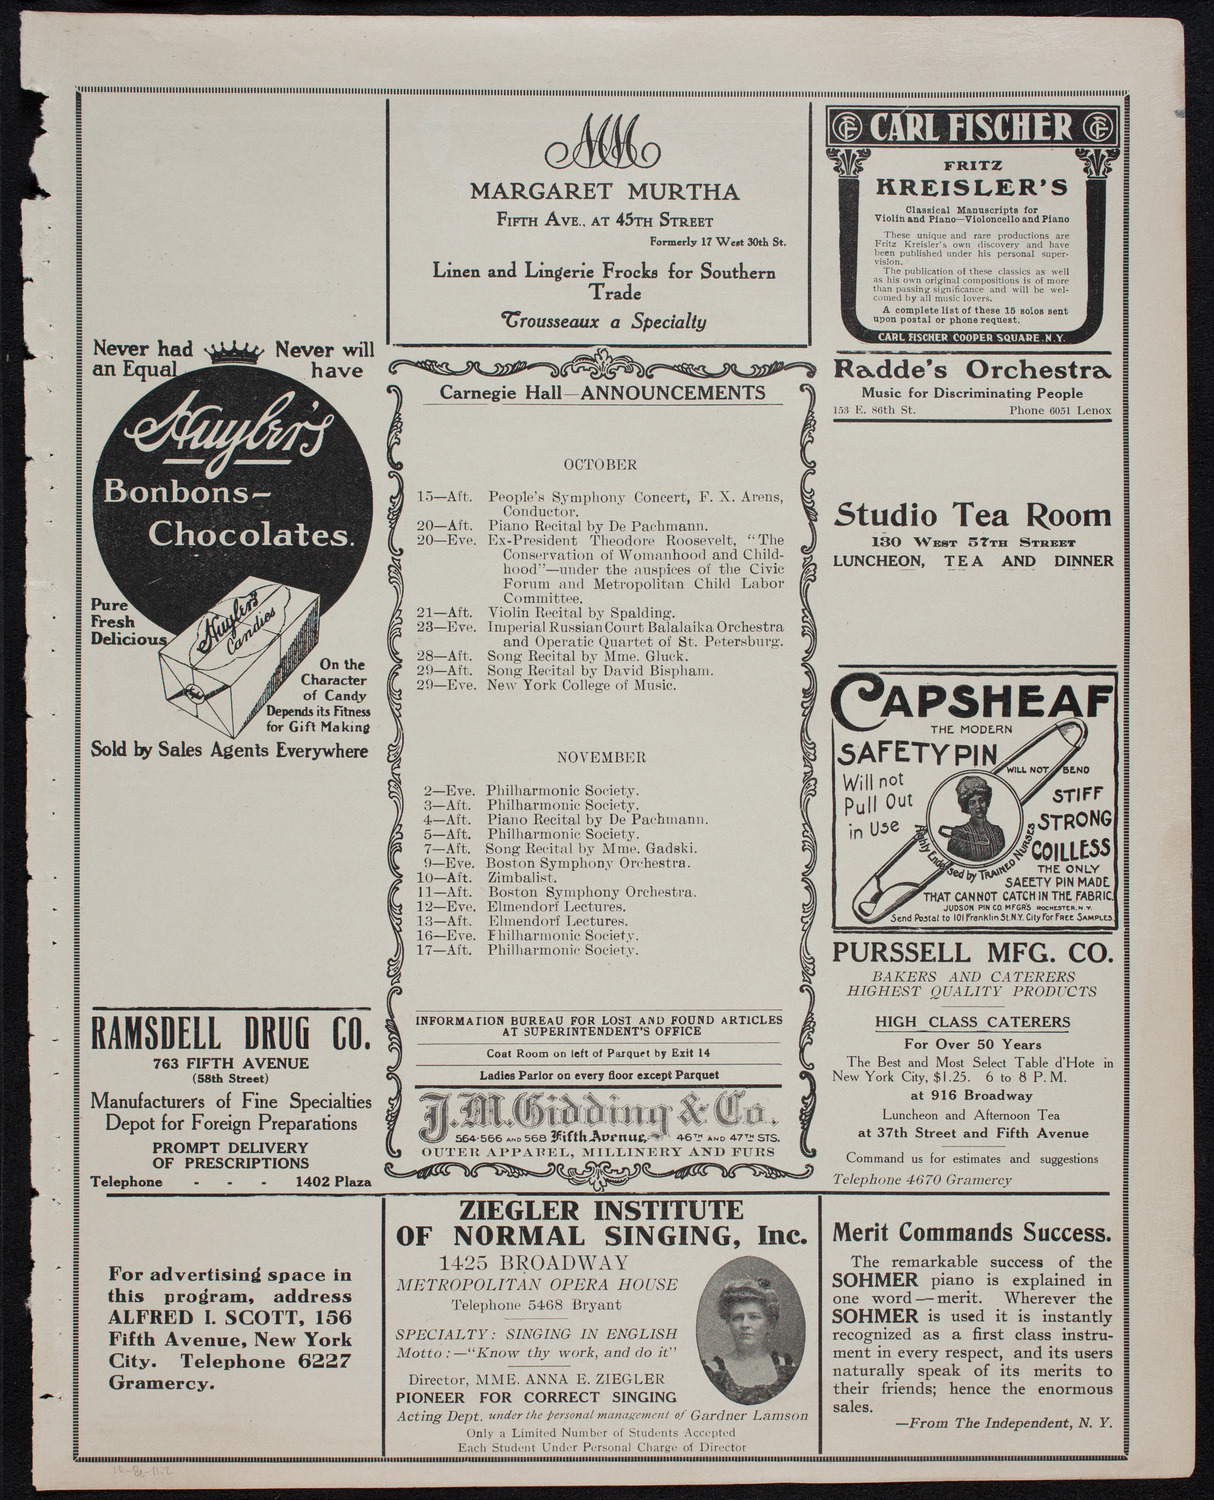 MM
MARGARET MURTHA
FIFTH AVE., AT 45TH STREET
Formerly 17 West 30th St.
Linen and Lingerie Frocks for Southern
Trade
Trousseaux a Specialty
CF CARL FISCHER CF
FRITZ
KREISLER'S
Classical Manuscripts for
Violin and Piano—Violoncello and Piano
These unique and rare productions are
Fritz Kreisler's own discovery and have
been published under his personal super-
vision.
The publication of these classics as well
as his own original compositions is of more
than passing significance and will be wel-
comed by all music lovers.
A complete list of these 15 solos sent
upon postal or phone request.
CARL FISCHER COOPER SQUARE N.Y.
Radde's Orchestra
Music for Discriminating People
153 E. 86th St. Phone 6051 Lenox
Studio Tea Room
130 WEST 57TH STREET
LUNCHEON, TEA AND DINNER
CAPSHEAF
THE MODERN
SAFETY PIN
WILL NOT BEND
Will not
Pull Out
in Use
STIFF
STRONG
COILLESS
Highly Endorsed by TRAINED NURSES
THE ONLY
SAEETY PIN MADE
THAT CANNOT CATCH IN THE FABRIC.
JUDSON PIN CO. MFGRS ROCHESTER, N.Y.
Send Postal to 101 Franklin St. N.Y. City for FREE SAMPLES.
PURSSELL MFG. CO.
BAKERS AND CATERERS
HIGHEST QUALITY PRODUCTS
HIGH CLASS CATERERS
For Over 50 Years
The Best and Most Select Table d'Hote in
New York City, $1.25. 6 to 8 P.M.
at 916 Broadway
Luncheon and Afternoon Tea
at 37th Street and Fifth Avenue
Command us for estimates and suggestions
Telephone 4670 Gramercy
Never had
an Equal
Never will
have
Huyler's
Bonbons–
Chocolates.
Pure
Fresh
Delicious
Huyler's
Candies
On the
Character
of Candy
Depends its Fitness
for Gift Making
Sold by Sales Agents Everywhere
RAMSDELL DRUG CO.
763 FIFTH AVENUE
(58th Street)
Manufacturers of Fine Specialties
Depot for Foreign Preparations
PROMPT DELIVERY
OF PRESCRIPTIONS
Telephone - - - 1402 Plaza
Carnegie Hall—ANNOUNCEMENTS
OCTOBER
15—Aft. People's Symphony Concert, F. X. Arens,
Conductor.
20—Aft. Piano Recital by De Pachmann.
20—Eve. Ex-President Theodore Roosevelt, "The
Conservation of Womanhood and Child-
hood"—under the auspices of the Civic
Forum and Metropolitan Child Labor
Committee.
21—Aft. Violin Recital by Spalding.
23—Eve. Imperial Russian Court Balalaika Orchestra
and Operatic Quartet of St. Petersburg.
28—Aft. Song Recital by Mme. Gluck.
29—Aft. Song Recital by David Bispham.
29—Eve. New York College of Music.
NOVEMBER
2—Eve. Philharmonic Society.
3—Aft. Philharmonic Society.
4—Aft. Piano Recital by De Pachmann.
5—Aft. Philharmonic Society.
7—Aft. Song Recital by Mme. Gadski.
9—Eve. Boston Symphony Orchestra.
10—Aft. Zimbalist.
11—Aft. Boston Symphony Orchestra.
12—Eve. Elmendorf Lectures.
13—Aft. Elmendorf Lectures.
16—Eve. Philharmonic Society.
17—Aft. Philharmonic Society.
INFORMATION BUREAU FOR LOST AND FOUND ARTICLES
AT SUPERINTENDENT'S OFFICE
Coat Room on left of Parquet by Exit 14
Ladies Parlor on every floor except Parquet
J.M. Gidding & Co.
564-566 AND 568 Fifth Avenue, 46TH AND 47TH STS.
OUTER APPAREL, MILLINERY AND FURS
For advertising space in
this program, address
ALFRED I. SCOTT, 156
Fifth Avenue, New York
City. Telephone 6227
Gramercy.
ZIEGLER INSTITUTE
OF NORMAL SINGING, Inc.
1425 BROADWAY
METROPOLITAN OPERA HOUSE
Telephone 5468 Bryant
SPECIALTY: SINGING IN ENGLISH
Motto:—"Know thy work, and do it"
Director, MME. ANNA E. ZIEGLER
PIONEER FOR CORRECT SINGING
Acting Dept. under the personal management of Gardner Lamson
Only a Limited Number of Students Accepted
Each Student Under Personal Charge of Director
Merit Commands Success.
The remarkable success of the
SOHMER piano is explained in
one word—merit. Wherever the
SOHMER is used it is instantly
recognized as a first class instru-
ment in every respect, and its users
naturally speak of its merits to
their friends; hence the enormous
sales.
—From The Independent, N. Y.